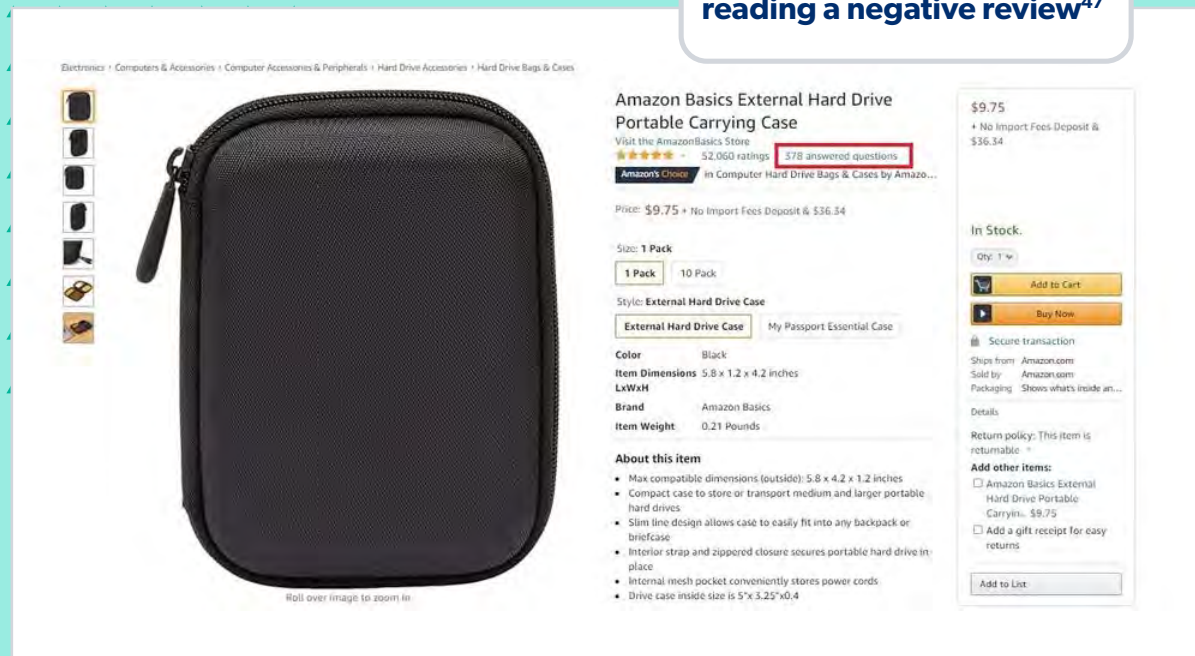 reading a negative review47
Electronics › Computers & Accessories › Computer Accessories & Peripherals › Hard Drive Accessories › Hard Drive Bags & Cases
Amazon Basics External Hard Drive
Portable Carrying Case
Visit the AmazonBasics Store
52,060 ratings
378 answered questions
Amazon's Choice in Computer Hard Drive Bags & Cases by Amazo...
Price: $9.75 + No Import Fees Deposit & $36.34
Size: 1 Pack
1 Pack
10 Pack
Style: External Hard Drive Case
External Hard Drive Case
My Passport Essential Case
Color Black
Item Dimensions 5.8 x 1.2 x 4.2 inches
LxWxH
Brand Amazon Basics
Item Weight 0.21 Pounds
About this item
• Max compatible dimensions (outside): 5.8 x 4.2 x 1.2 inches
• Compact case to store or transport medium and larger portable
hard drives
• Slim line design allows case to easily fit into any backpack or
briefcase
• Interior strap and zippered closure secures portable hard drive in
place
• Internal mesh pocket conveniently stores power cords
• Drive case inside size is 5"x 3.25"x0.4
Roll over image to zoom in
$9.75
+ No Import Fees Deposit &
$36.34
In Stock.
Qty: 1
Add to Cart
Buy Now
Secure transaction
Ships from Amazon.com
Sold by Amazon.com
Packaging Shows what's inside an...
Details
Return policy: This item is
returnable
Add other items:
Amazon Basics External
Hard Drive Portable
Carryin... $9.75
Add a gift receipt for easy
returns
Add to List